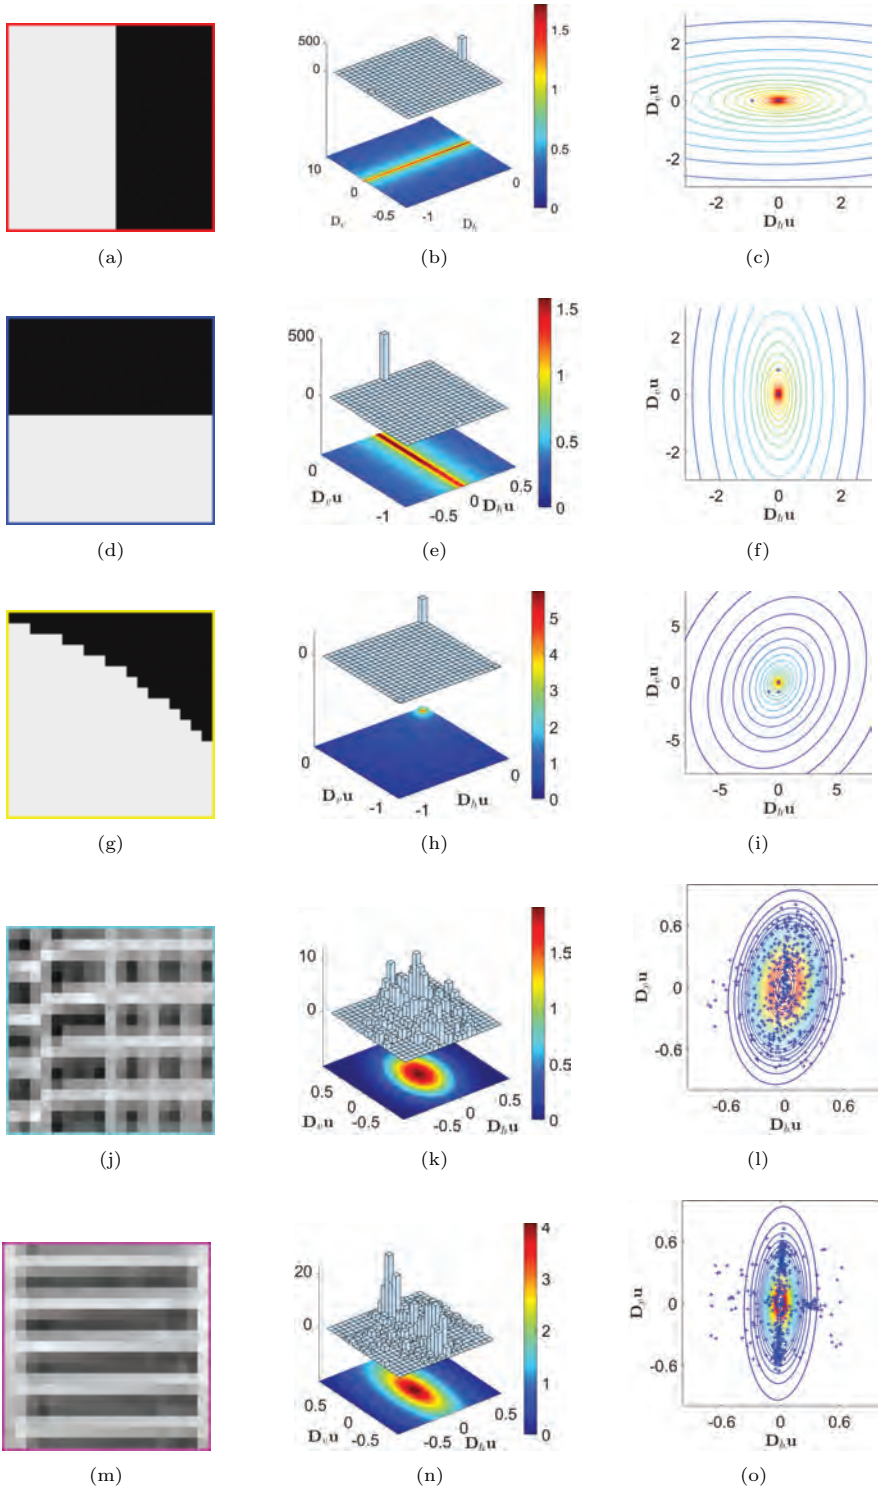 500
0
10
0
-0.5
-1
0
D_v
D_h
1.5
1
0.5
0
2
0
-2
D_v u
-2
0
2
D_h u
(a)
(b)
(c)
500
0
0
-1
-0.5
0
0.5
D_v u
D_h u
1.5
1
0.5
0
2
0
-2
D_v u
-2
0
2
D_h u
(d)
(e)
(f)
0
0
-1
-1
0
D_v u
D_h u
5
4
3
2
1
0
5
0
-5
D_v u
-5
0
5
D_h u
(g)
(h)
(i)
10
0
0.5
0
-0.5
-0.5
0
0.5
D_v u
D_h u
1.5
1
0.5
0
0.6
0
-0.6
D_v u
-0.6
0
0.6
D_h u
(j)
(k)
(l)
20
0
0.5
0
-0.5
-0.5
0
0.5
D_v u
D_h u
4
3
2
1
0
0.6
0
-0.6
D_v u
-0.6
0
0.6
D_h u
(m)
(n)
(o)